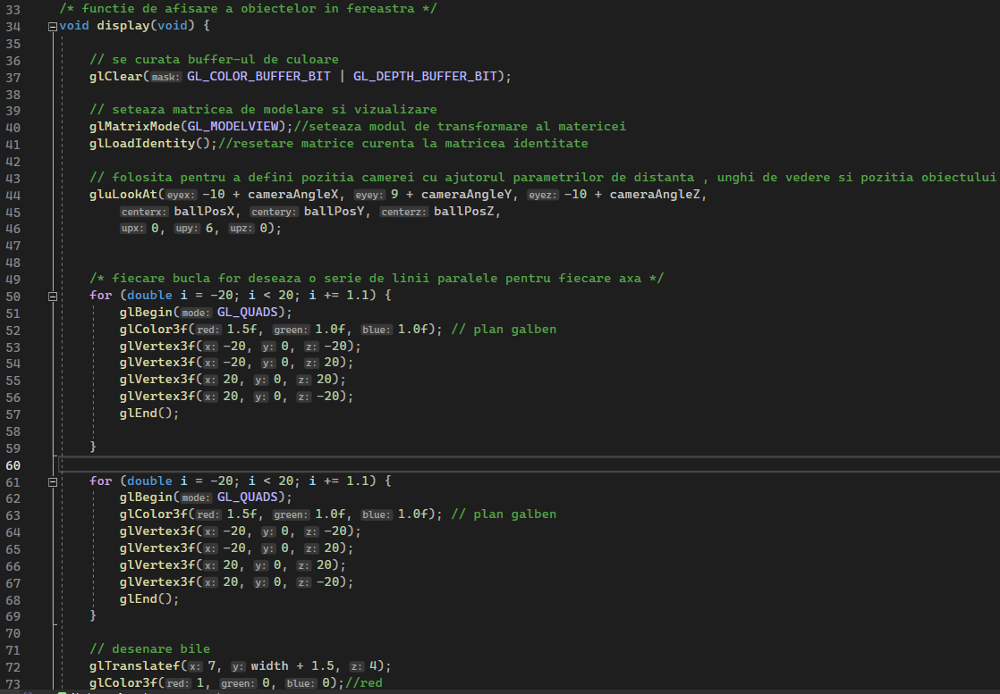 33 /* functie de afisare a obiectelor in fereastra */
34 void display(void) {
35
36 // se curata buffer-ul de culoare
37 glClear(mask: GL_COLOR_BUFFER_BIT | GL_DEPTH_BUFFER_BIT);
38
39 // seteaza matricea de modelare si vizualizare
40 glMatrixMode(GL_MODELVIEW);//seteaza modul de transformare al matericei
41 glLoadIdentity();//resetare matrice curenta la matricea identitate
42
43 // folosita pentru a defini pozitia camerei cu ajutorul parametrilor de distanta , unghi de vedere si pozitia obiectului
44 gluLookAt(eyex: -10 + cameraAngleX, eyey: 9 + cameraAngleY, eyez: -10 + cameraAngleZ,
45 centerx: ballPosX, centery: ballPosY, centerz: ballPosZ,
46 upx: 0, upy: 6, upz: 0);
47
48
49 /* fiecare bucla for deseaza o serie de linii paralele pentru fiecare axa */
50 for (double i = -20; i < 20; i += 1.1) {
51 glBegin(mode: GL_QUADS);
52 glColor3f(red: 1.5f, green: 1.0f, blue: 1.0f); // plan galben
53 glVertex3f(x: -20, y: 0, z: -20);
54 glVertex3f(x: -20, y: 0, z: 20);
55 glVertex3f(x: 20, y: 0, z: 20);
56 glVertex3f(x: 20, y: 0, z: -20);
57 glEnd();
58
59 }
60
61 for (double i = -20; i < 20; i += 1.1) {
62 glBegin(mode: GL_QUADS);
63 glColor3f(red: 1.5f, green: 1.0f, blue: 1.0f); // plan galben
64 glVertex3f(x: -20, y: 0, z: -20);
65 glVertex3f(x: -20, y: 0, z: 20);
66 glVertex3f(x: 20, y: 0, z: 20);
67 glVertex3f(x: 20, y: 0, z: -20);
68 glEnd();
69 }
70
71 // desenare bile
72 glTranslatef(x: 7, y: width + 1.5, z: 4);
73 glColor3f(red: 1, green: 0, blue: 0);//red